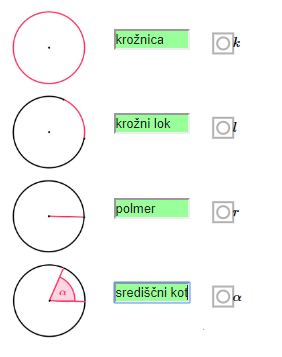 krožnica k
krožni lok l
polmer r
α središčni kot α